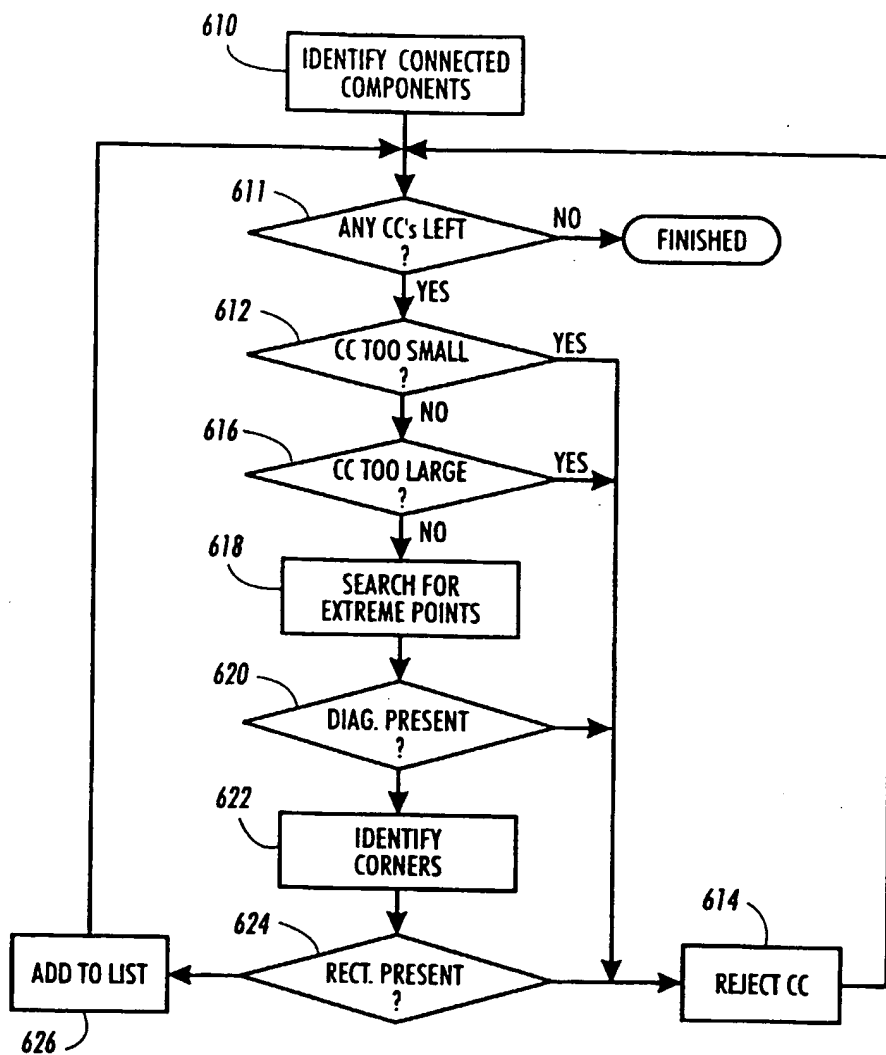 610
IDENTIFY CONNECTED
COMPONENTS
611
ANY CC's LEFT
?
NO
FINISHED
YES
612
CC TOO SMALL
?
YES
NO
616
CC TOO LARGE
?
YES
NO
618
SEARCH FOR
EXTREME POINTS
620
DIAG. PRESENT
?
622
IDENTIFY
CORNERS
624
RECT. PRESENT
?
614
REJECT CC
ADD TO LIST
626